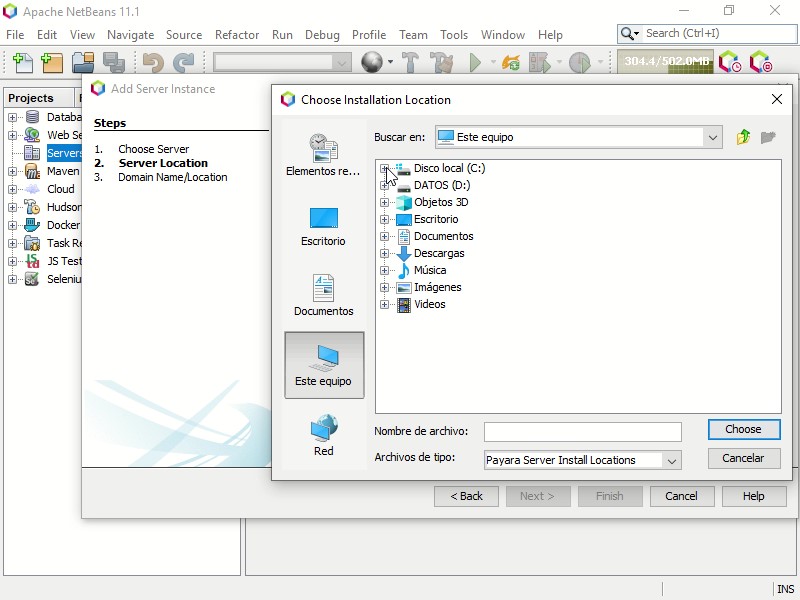 Apache NetBeans 11.1
File Edit View Navigate Source Refactor Run Debug Profile Team Tools Window Help
Search (Ctrl+I)
304.4/502.0MB
Projects
Databa
Web Se
Servers
Maven
Cloud
Hudson
Docker
Task Re
JS Test
Seleniu
Add Server Instance
Steps
1. Choose Server
2. Server Location
3. Domain Name/Location
Choose Installation Location
Buscar en: Este equipo
Elementos re...
Escritorio
Documentos
Este equipo
Red
Disco local (C:)
DATOS (D:)
Objetos 3D
Escritorio
Documentos
Descargas
Música
Imágenes
Videos
Nombre de archivo:
Choose
Archivos de tipo: Payara Server Install Locations
Cancelar
< Back Next > Finish Cancel Help
INS